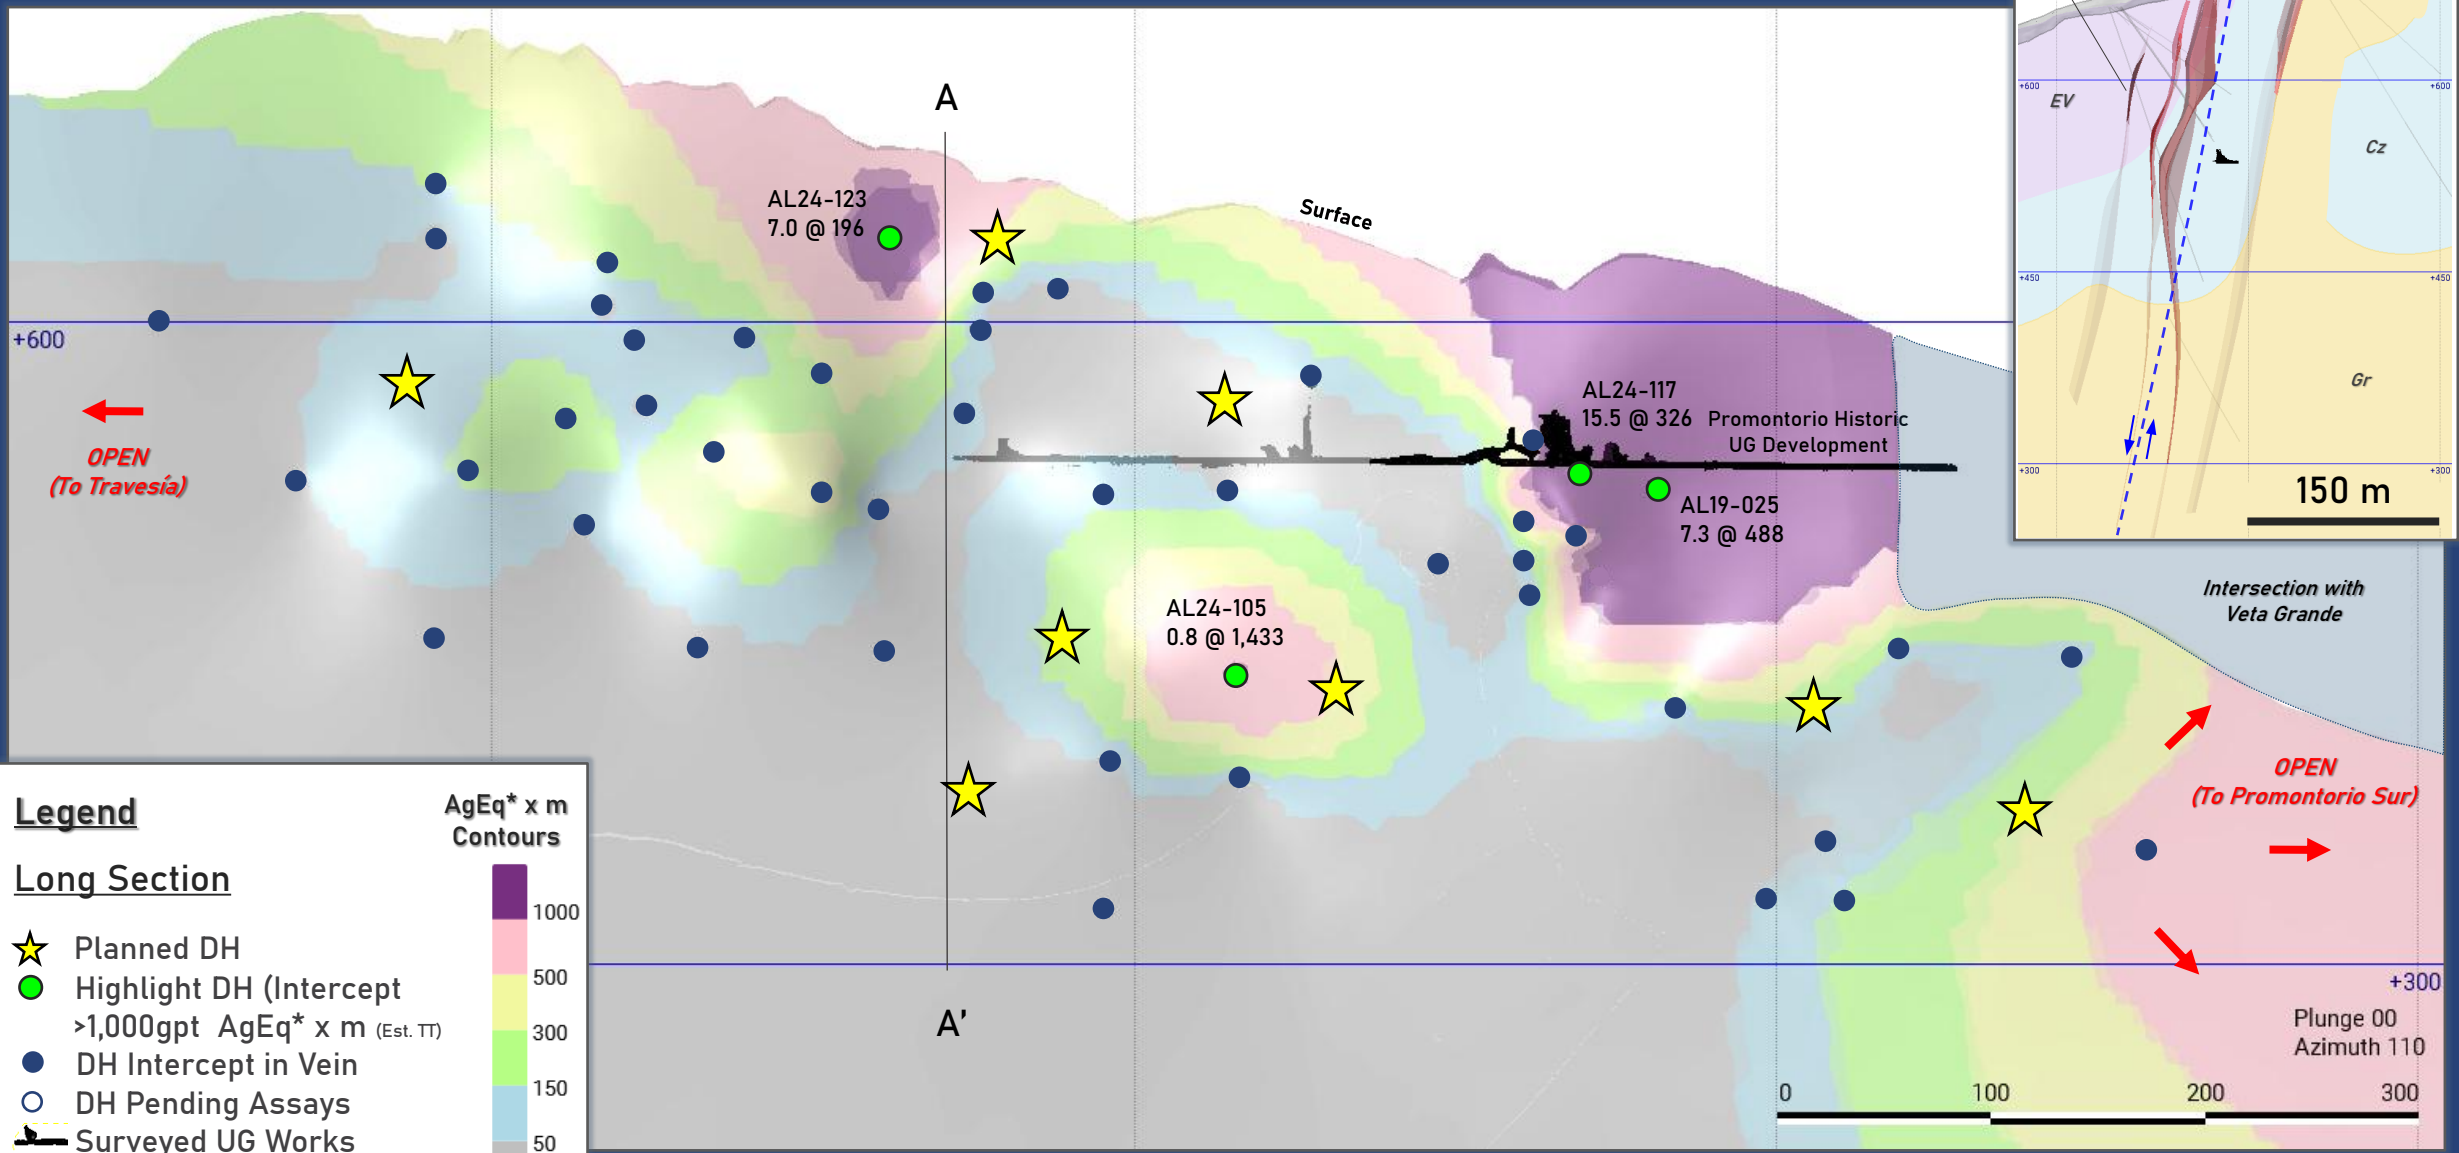 A
AL24-123
7.0 @ 196
Surface
+600
OPEN
(To Travesía)
AL24-117
15.5 @ 326
Promontorio Historic
UG Development
AL19-025
7.3 @ 488
AL24-105
0.8 @ 1,433
Intersection with
Veta Grande
OPEN
(To Promontorio Sur)
+300
A'
Plunge 00
Azimuth 110
0 100 200 300
EV
Cz
Gr
+600 +600
+450 +450
+300 +300
150 m
Legend
Long Section
Planned DH
Highlight DH (Intercept
>1,000gpt AgEq* x m (Est. TT)
DH Intercept in Vein
DH Pending Assays
Surveyed UG Works
AgEq* x m
Contours
1000
500
300
150
50